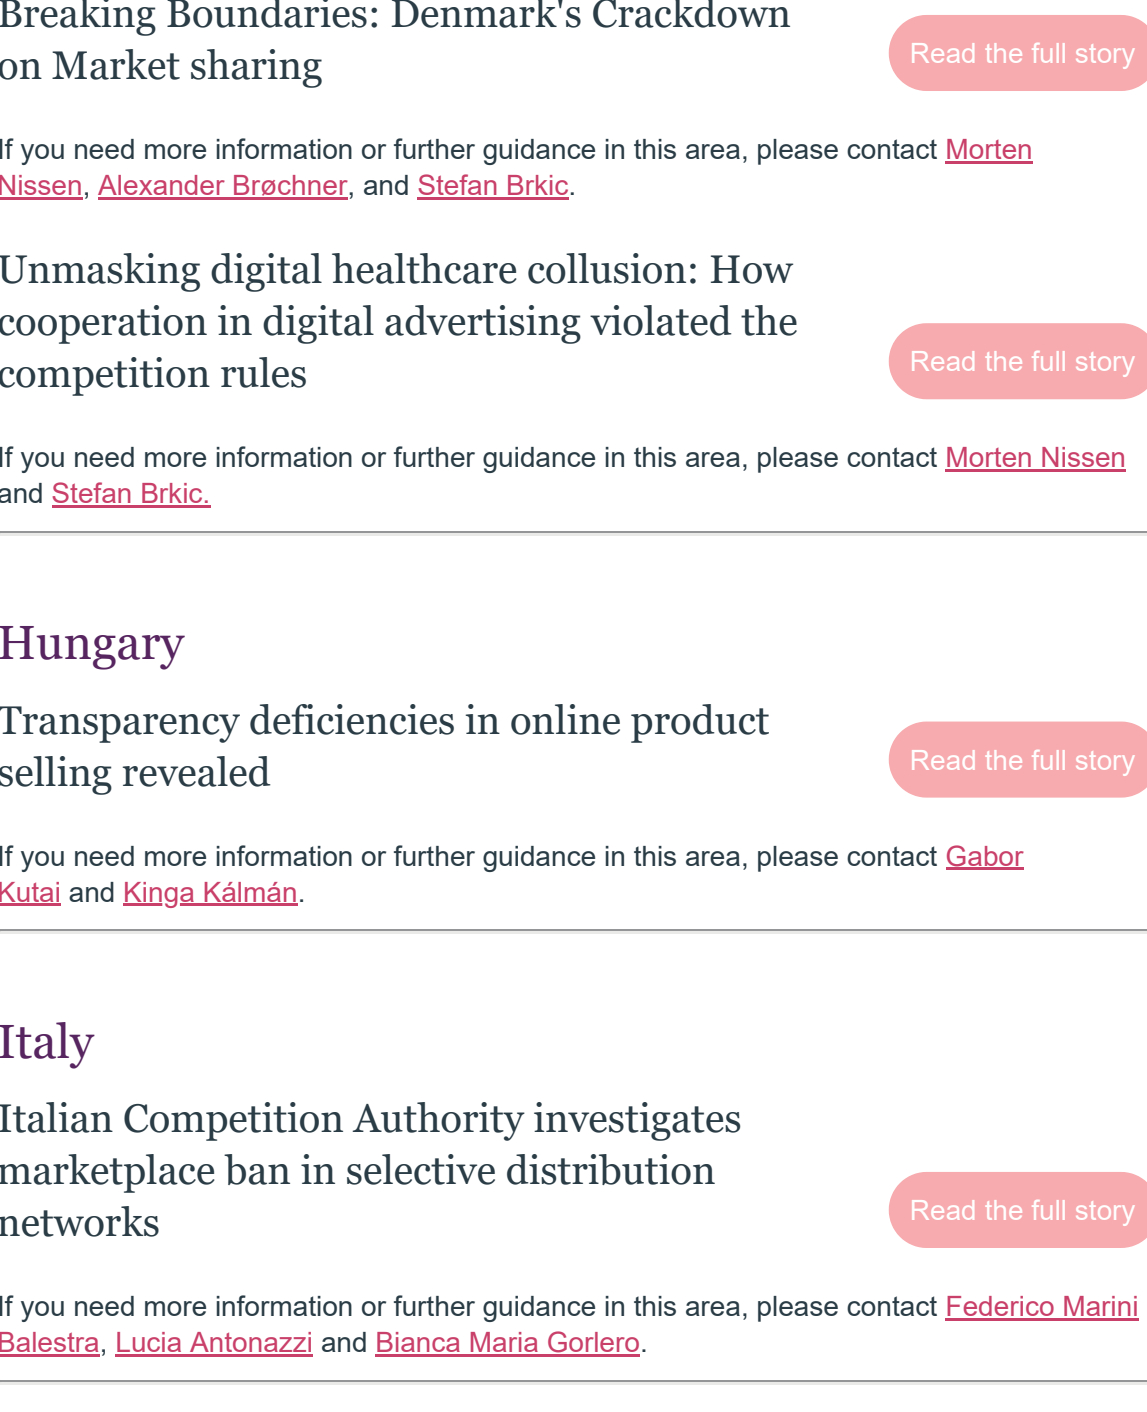 Breaking Boundaries: Denmark's Crackdown
on Market sharing
Read the full story
If you need more information or further guidance in this area, please contact Morten
Nissen, Alexander Brøchner, and Stefan Brkic.
Unmasking digital healthcare collusion: How
cooperation in digital advertising violated the
competition rules
Read the full story
If you need more information or further guidance in this area, please contact Morten Nissen
and Stefan Brkic.
Hungary
Transparency deficiencies in online product
selling revealed
Read the full story
If you need more information or further guidance in this area, please contact Gabor
Kutai and Kinga Kálmán.
Italy
Italian Competition Authority investigates
marketplace ban in selective distribution
networks
Read the full story
If you need more information or further guidance in this area, please contact Federico Marini
Balestra, Lucia Antonazzi and Bianca Maria Gorlero.